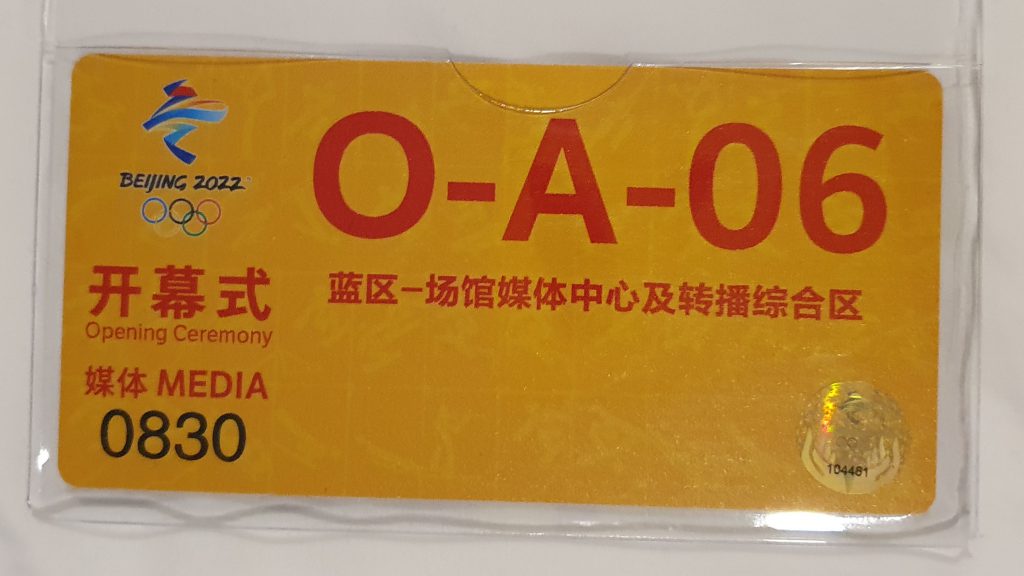 BEIJING 2022
O-A-06
开幕式
Opening Ceremony
蓝区-场馆媒体中心及转播综合区
媒体 MEDIA
0830
104461